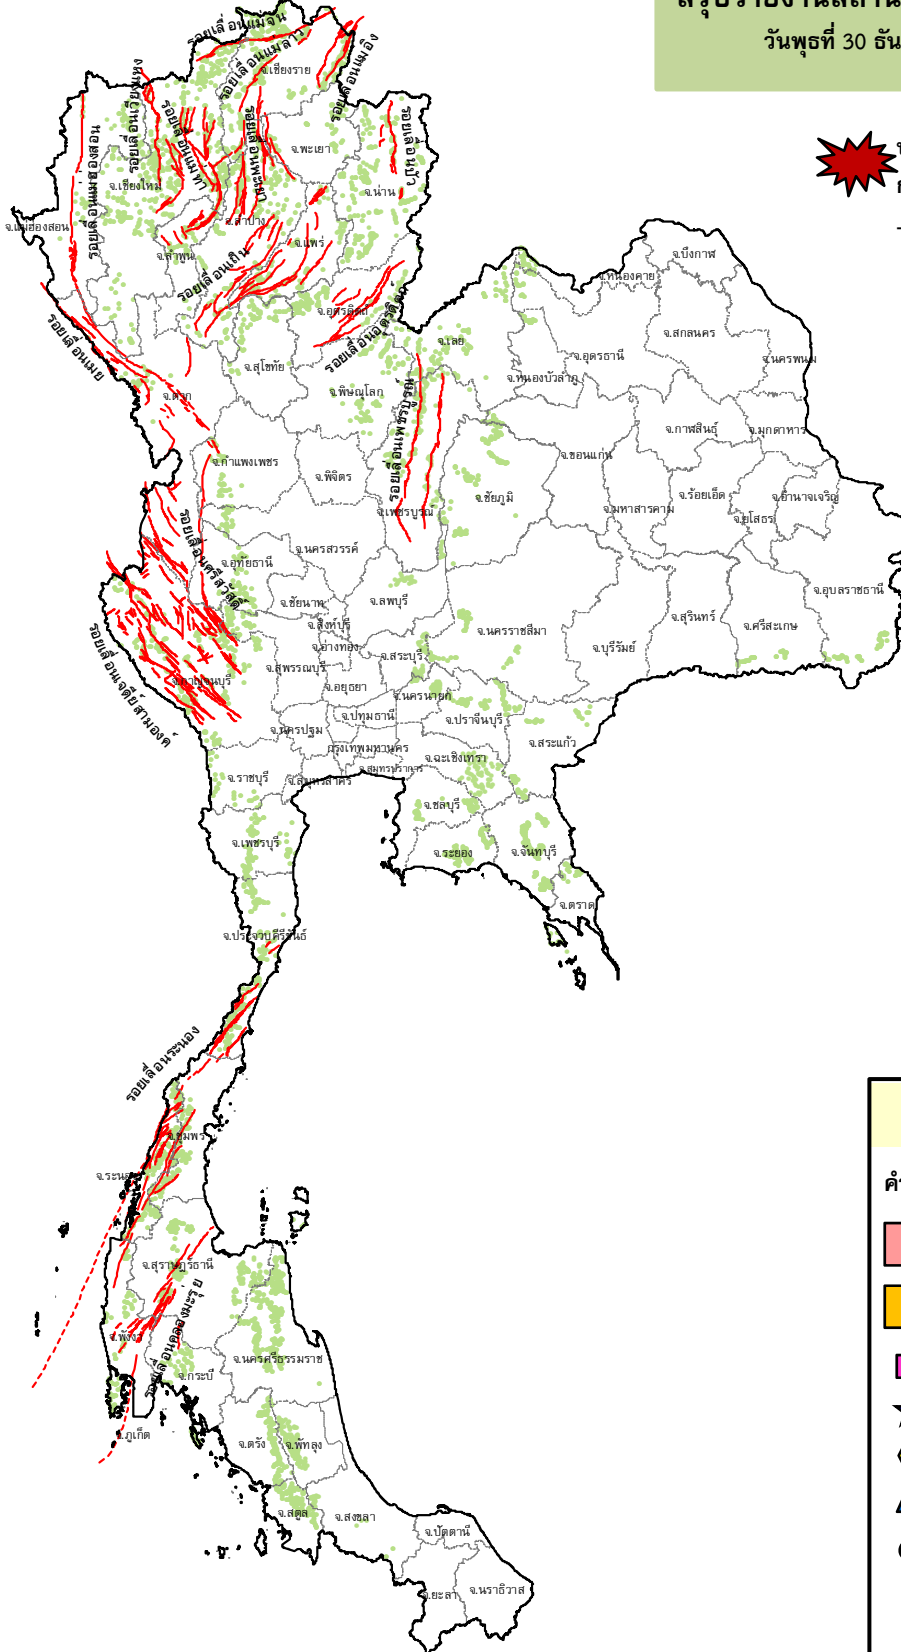 วันพุธที่ 30 ธัน
รอยเลื่อนแม่จัน
รอยเลื่อนแม่ลาว
จ.เชียงราย
รอยเลื่อนแม่อิง
รอยเลื่อนเวียงแหง
รอยเลื่อนแม่ฮ่องสอน
รอยเลื่อนแม่ทา
รอยเลื่อนพะเยา
รอยเลื่อนปัว
จ.พะเยา
จ.เชียงใหม่
จ.น่าน
จ.แม่ฮ่องสอน
จ.ลำปาง
จ.แพร่
จ.ลำพูน
รอยเลื่อนเถิน
จ.บึงกาฬ
จ.หนองคาย
รอยเลื่อนเมย
จ.อุตรดิตถ์
รอยเลื่อนอุตรดิตถ์
จ.เลย
จ.สกลนคร
จ.นครพนม
จ.อุดรธานี
จ.หนองบัวลำภู
จ.สุโขทัย
จ.ตาก
จ.พิษณุโลก
รอยเลื่อนเพชรบูรณ์
จ.กาฬสินธุ์
จ.มุกดาหาร
จ.กำแพงเพชร
จ.พิจิตร
จ.ขอนแก่น
จ.ชัยภูมิ
จ.ร้อยเอ็ด
จ.อำนาจเจริญ
จ.เพชรบูรณ์
จ.มหาสารคาม
จ.ยโสธร
รอยเลื่อนศรีสวัสดิ์
จ.นครสวรรค์
จ.อุทัยธานี
จ.ชัยนาท
จ.ลพบุรี
จ.อุบลราชธานี
จ.สุรินทร์
จ.ศรีสะเกษ
จ.สิงห์บุรี
จ.นครราชสีมา
จ.บุรีรัมย์
จ.อ่างทอง
จ.สระบุรี
รอยเลื่อนเจดีย์สามองค์
จ.กาญจนบุรี
จ.สุพรรณบุรี
จ.อยุธยา
จ.นครนายก
จ.ปทุมธานี
จ.ปราจีนบุรี
จ.นครปฐม
กรุงเทพมหานคร
จ.สระแก้ว
จ.ฉะเชิงเทรา
จ.สมุทรปราการ
จ.ราชบุรี
จ.สมุทรสาคร
จ.ชลบุรี
จ.เพชรบุรี
จ.ระยอง
จ.จันทบุรี
จ.ตราด
จ.ประจวบคีรีขันธ์
รอยเลื่อนระนอง
จ.ชุมพร
จ.สุราษฎร์ธานี
รอยเลื่อนคลองมะรุ่ย
จ.พังงา
จ.นครศรีธรรมราช
จ.กระบี่
จ.ภูเก็ต
จ.ตรัง
จ.พัทลุง
จ.สตูล
จ.สงขลา
จ.ปัตตานี
จ.ยะลา
จ.นราธิวาส